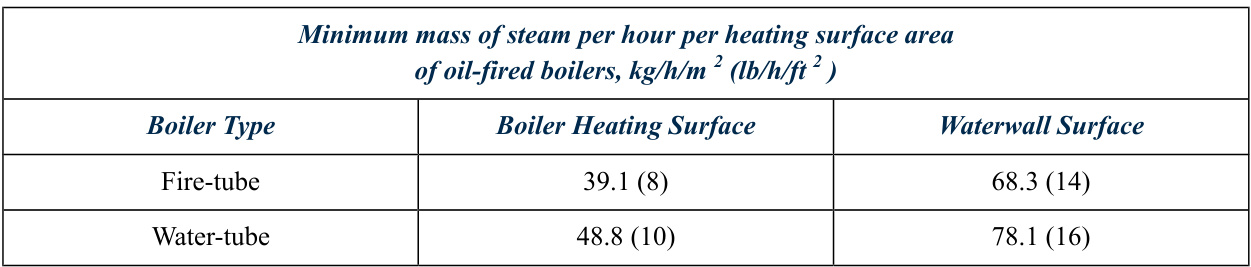 Minimum mass of steam per hour per heating surface area
of oil-fired boilers, kg/h/m 2 (lb/h/ft 2 )
Boiler Type Boiler Heating Surface Waterwall Surface
Fire-tube 39.1 (8) 68.3 (14)
Water-tube 48.8 (10) 78.1 (16)